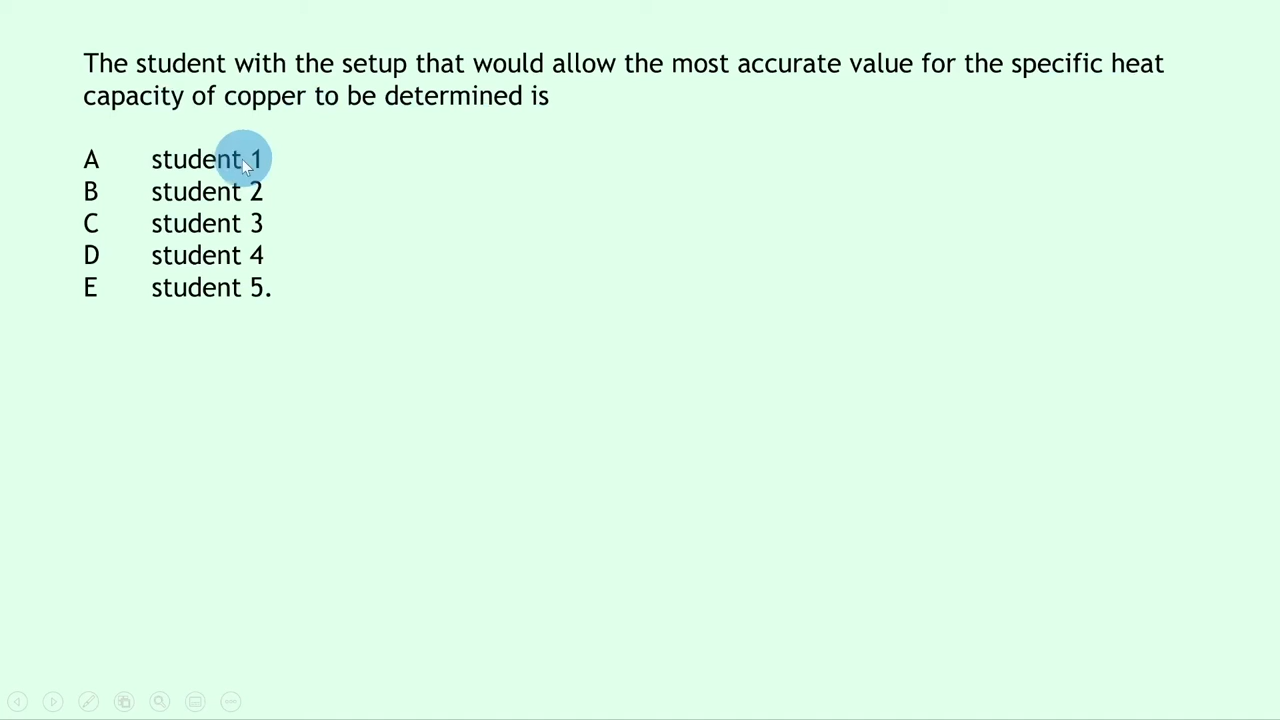 The student with the setup that would allow the most accurate value for the specific heat
capacity of copper to be determined is
A student 1
B student 2
C student 3
D student 4
E student 5.